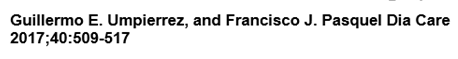 Guillermo E. Umpierrez, and Francisco J. Pasquel Dia Care
2017;40:509-517